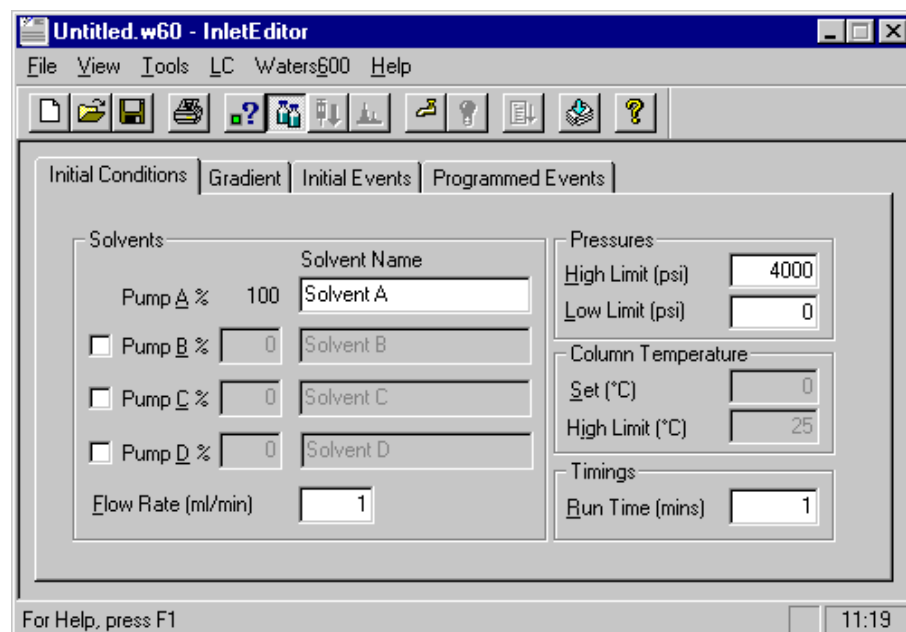 Untitled.w60 - InletEditor
File View Tools LC Waters600 Help
Initial Conditions Gradient Initial Events Programmed Events
Solvents
Solvent Name
Pump A % 100 Solvent A
Pump B % 0 Solvent B
Pump C % 0 Solvent C
Pump D % 0 Solvent D
Flow Rate (ml/min) 1
Pressures
High Limit (psi) 4000
Low Limit (psi) 0
Column Temperature
Set (°C) 0
High Limit (°C) 25
Timings
Run Time (mins) 1
For Help, press F1 11:19